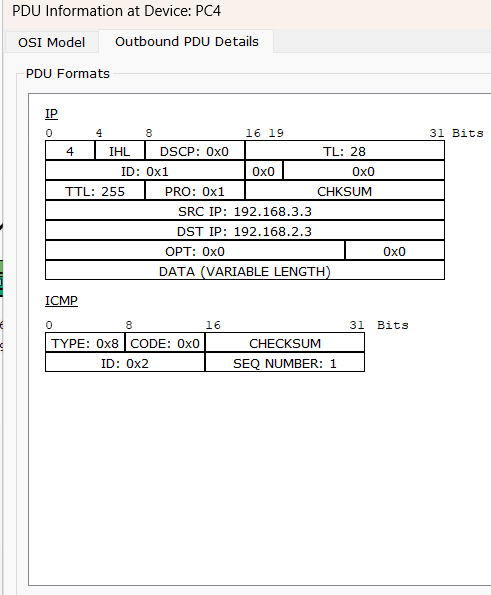 PDU Information at Device: PC4
OSI Model Outbound PDU Details
PDU Formats
IP
0 4 8 16 19 31 Bits
4 IHL DSCP: 0x0 TL: 28
ID: 0x1 0x0 0x0
TTL: 255 PRO: 0x1 CHKSUM
SRC IP: 192.168.3.3
DST IP: 192.168.2.3
OPT: 0x0 0x0
DATA (VARIABLE LENGTH)
ICMP
0 8 16 31 Bits
TYPE: 0x8 CODE: 0x0 CHECKSUM
ID: 0x2 SEQ NUMBER: 1